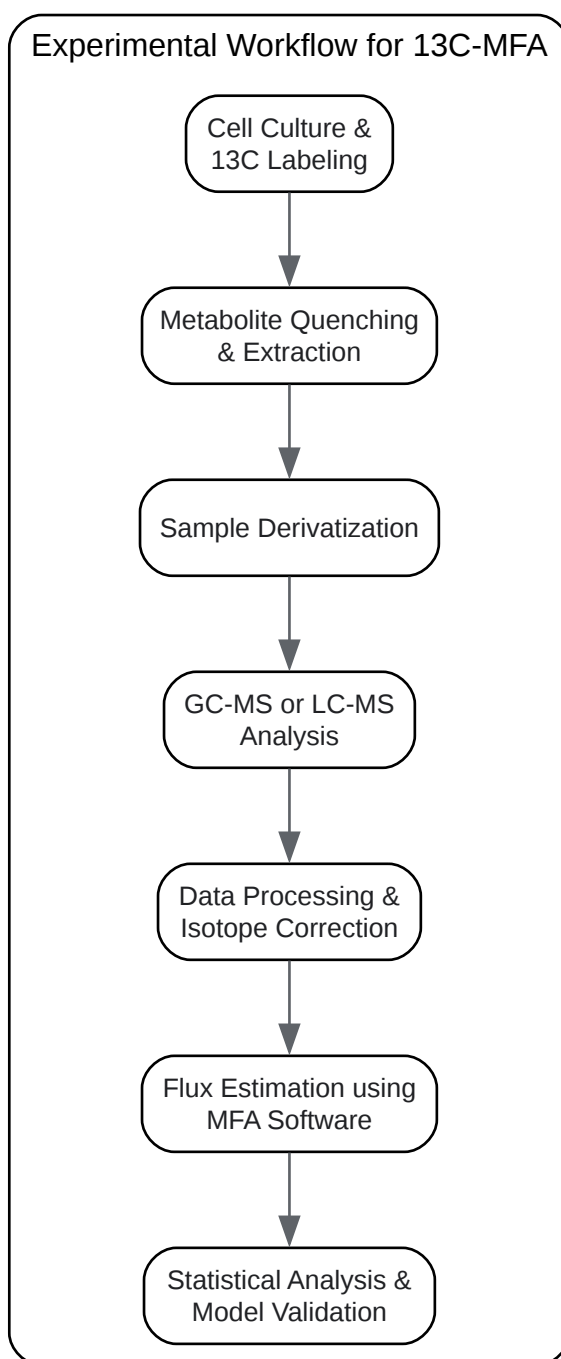 Experimental Workflow for 13C-MFA
Cell Culture &
13C Labeling
Metabolite Quenching
& Extraction
Sample Derivatization
GC-MS or LC-MS
Analysis
Data Processing &
Isotope Correction
Flux Estimation using
MFA Software
Statistical Analysis &
Model Validation